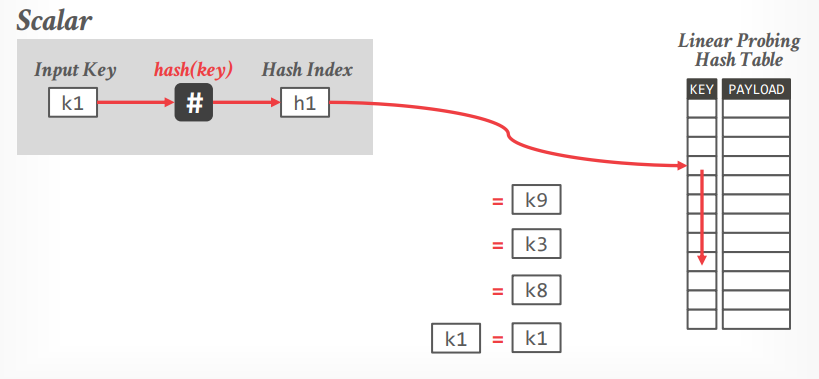 Scalar
Input Key hash(key) Hash Index
k1 # h1
Linear Probing
Hash Table
KEY PAYLOAD
= k9
= k3
= k8
k1 = k1